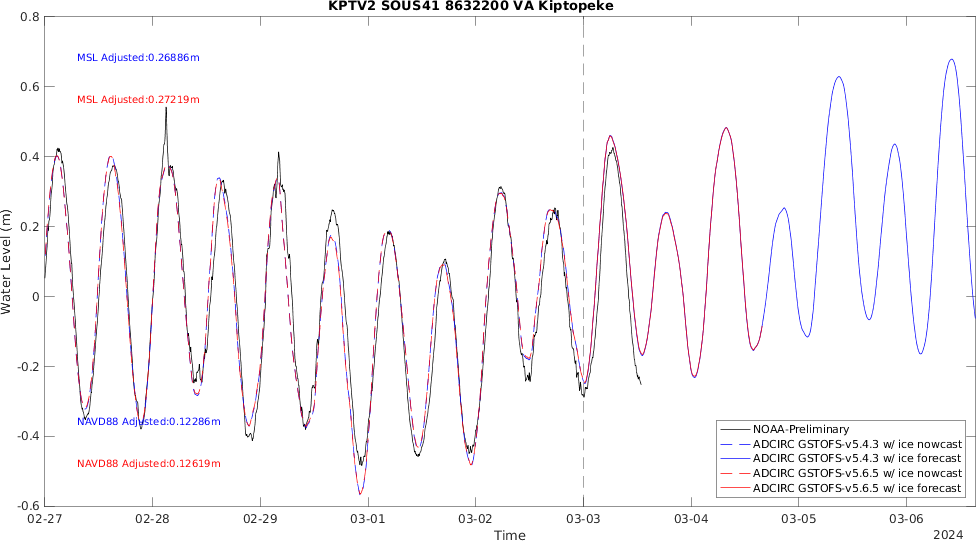 KPTV2 SOUS41 8632200 VA Kiptopeke
0.8
0.6
0.4
0.2
0
-0.2
-0.4
-0.6
Water Level (m)
MSL Adjusted:0.26886m
MSL Adjusted:0.27219m
NAVD88 Adjusted:0.12286m
NAVD88 Adjusted:0.12619m
NOAA-Preliminary
ADCIRC GSTOFS-v5.4.3 w/ ice nowcast
ADCIRC GSTOFS-v5.4.3 w/ ice forecast
ADCIRC GSTOFS-v5.6.5 w/ ice nowcast
ADCIRC GSTOFS-v5.6.5 w/ ice forecast
02-27 02-28 02-29 03-01 03-02 03-03 03-04 03-05 03-06
Time
2024